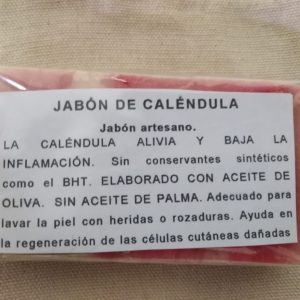 JABÓN DE CALÉNDULA
Jabón artesano.
LA CALÉNDULA ALIVIA Y BAJA LA
INFLAMACIÓN. Sin conservantes sintéticos
como el BHT. ELABORADO CON ACEITE DE
OLIVA. SIN ACEITE DE PALMA. Adecuado para
lavar la piel con heridas o rozaduras. Ayuda en
la regeneración de las células cutáneas dañadas